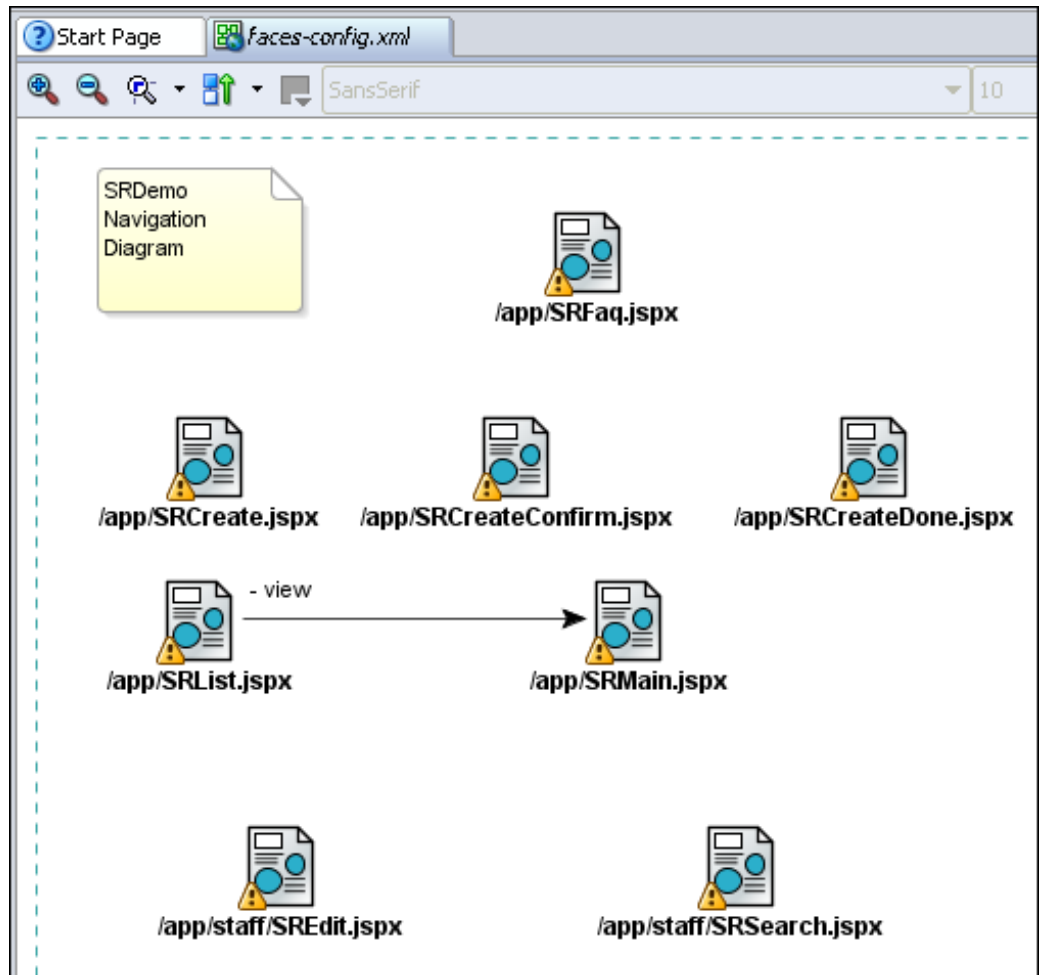 Start Page
faces-config.xml
SansSerif
10
SRDemo
Navigation
Diagram
/app/SRFaq.jspx
/app/SRCreate.jspx
/app/SRCreateConfirm.jspx
/app/SRCreateDone.jspx
- view
/app/SRList.jspx
/app/SRMain.jspx
/app/staff/SREdit.jspx
/app/staff/SRSearch.jspx